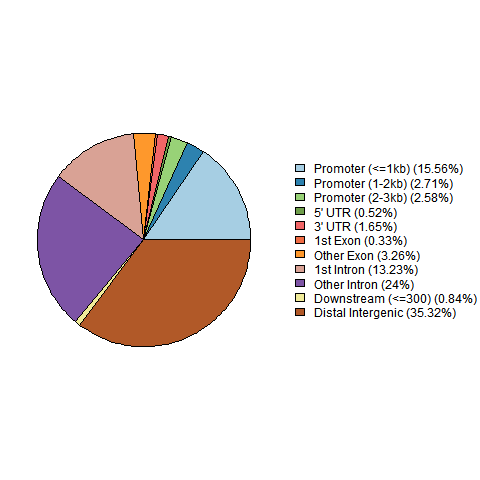 Promoter (<=1kb) (15.56%)
Promoter (1-2kb) (2.71%)
Promoter (2-3kb) (2.58%)
5' UTR (0.52%)
3' UTR (1.65%)
1st Exon (0.33%)
Other Exon (3.26%)
1st Intron (13.23%)
Other Intron (24%)
Downstream (<=300) (0.84%)
Distal Intergenic (35.32%)